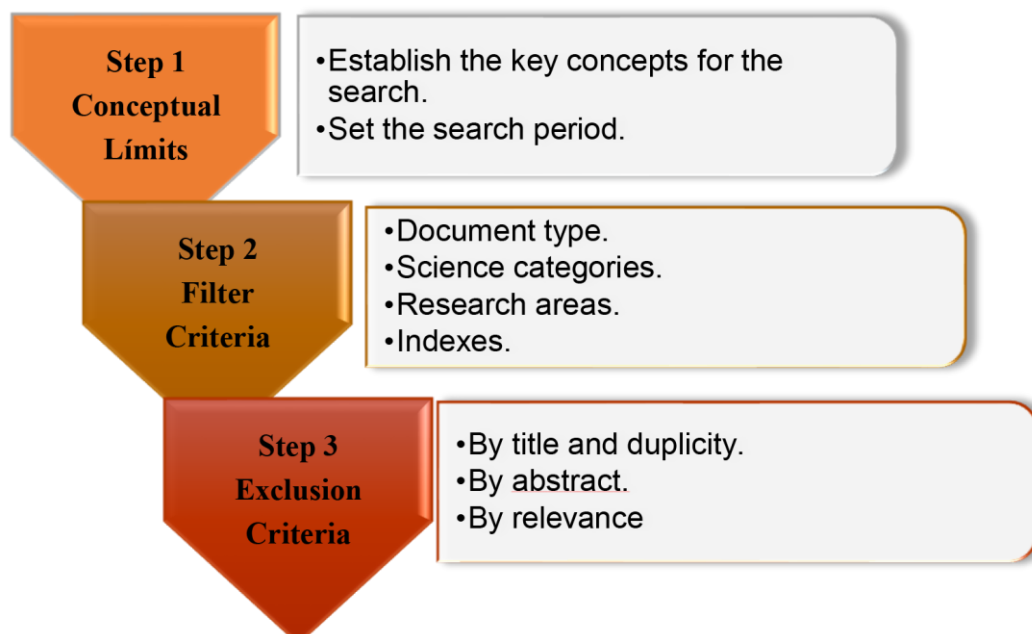 Step 1
Conceptual
Límits
•Establish the key concepts for the
search.
•Set the search period.
Step 2
Filter
Criteria
•Document type.
•Science categories.
•Research areas.
•Indexes.
Step 3
Exclusion
Criteria
•By title and duplicity.
•By abstract.
•By relevance